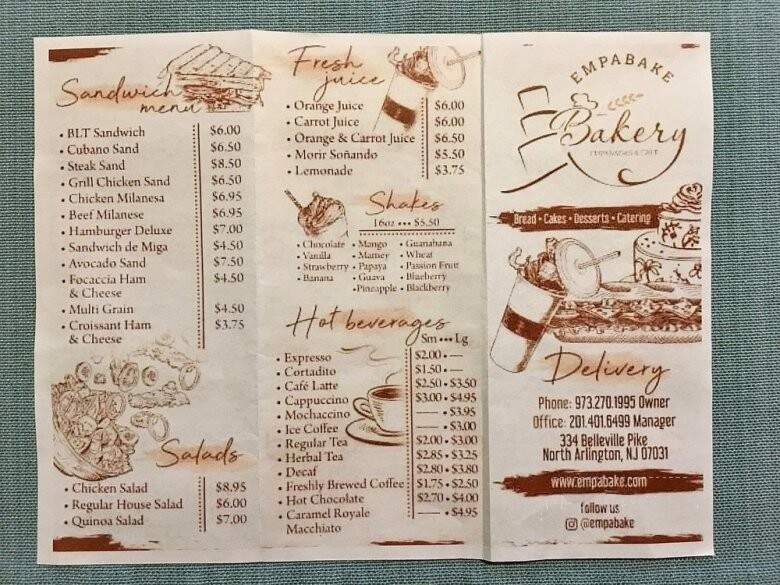 Sandwich
menu
• BLT Sandwich $6.00
• Cubano Sand $6.50
• Steak Sand $8.50
• Grill Chicken Sand $6.50
• Chicken Milanesa $6.95
• Beef Milanese $6.95
• Hamburger Deluxe $7.00
• Sandwich de Miga $4.50
• Avocado Sand $7.50
• Focaccia Ham $4.50
& Cheese
• Multi Grain $4.50
• Croissant Ham $3.75
& Cheese
Salads
• Chicken Salad $8.95
• Regular House Salad $6.00
• Quinoa Salad $7.00
Fresh
juice
• Orange Juice $6.00
• Carrot Juice $6.00
• Orange & Carrot Juice $6.50
• Morir Soñando $5.50
• Lemonade $3.75
Shakes
16oz ••• $5.50
• Chocolate • Mango • Guanabana
• Vanilla • Mamey • Wheat
• Strawberry • Papaya • Passion Fruit
• Banana • Guava • Blueberry
• Pineapple • Blackberry
Hot beverages
Sm ••• Lg
• Expresso $2.00 • —
• Cortadito $1.50 • —
• Café Latte $2.50 • $3.50
• Cappuccino $3.00 • $4.95
• Mochaccino — • $3.95
• Ice Coffee — • $3.00
• Regular Tea $2.00 • $3.00
• Herbal Tea $2.85 • $3.25
• Decaf $2.80 • $3.80
• Freshly Brewed Coffee $1.75 • $2.50
• Hot Chocolate $2.70 • $4.00
• Caramel Royale — • $4.95
Macchiato
EMPABAKE
Bakery
EMPANADAS & CAFE
Bread • Cakes • Desserts • Catering
Delivery
Phone: 973.270.1995 Owner
Office: 201.401.6499 Manager
334 Belleville Pike
North Arlington, NJ 07031
www.empabake.com
follow us
@empabake